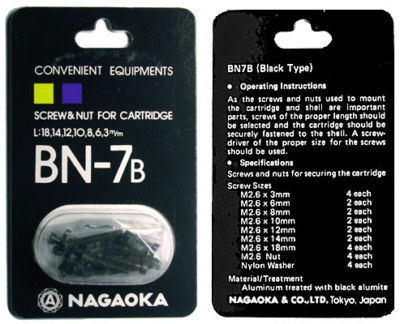 CONVENIENT EQUIPMENTS
SCREW&NUT FOR CARTRIDGE
L:18,14,12,10,8,6,3m/m
BN-7B
NAGAOKA
BN7B (Black Type)
• Operating Instructions
As the screws and nuts used to mount
the cartridge and shell are important
parts, screws of the proper length should
be selected and the cartridge should be
securely fastened to the shell. A screw-
driver of the proper size for the screws
should be used.
• Specifications
Screws and nuts for securing the cartridge
Screw Sizes
M2.6 x 3mm 4 each
M2.6 x 6mm 2 each
M2.6 x 8mm 2 each
M2.6 x 10mm 2 each
M2.6 x 12mm 2 each
M2.6 x 14mm 2 each
M2.6 x 18mm 4 each
M2.6 Nut 4 each
Nylon Washer 4 each
Material/Treatment
Aluminum treated with black alumite
NAGAOKA & CO., LTD. Tokyo, Japan